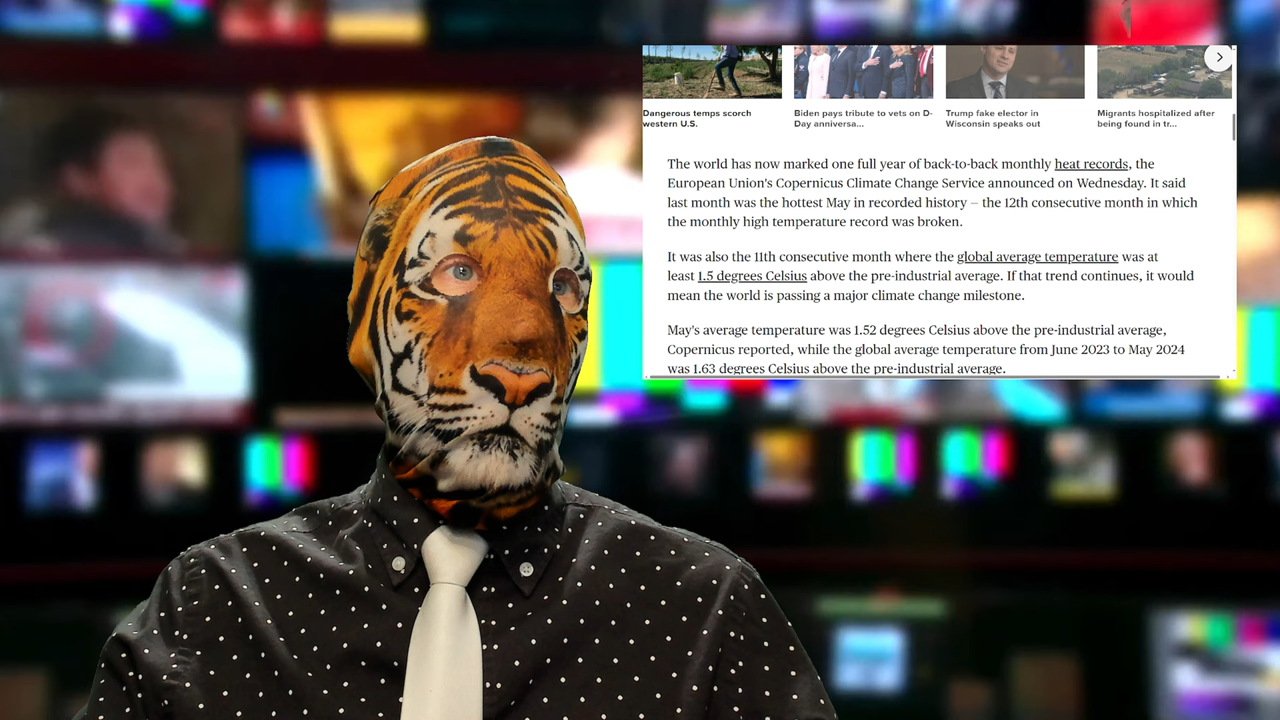 Dangerous temps scorch
western U.S.
Biden pays tribute to vets on D-
Day anniversa...
Trump fake elector in
Wisconsin speaks out
Migrants hospitalized after
being found in tr...
The world has now marked one full year of back-to-back monthly heat records, the
European Union's Copernicus Climate Change Service announced on Wednesday. It said
last month was the hottest May in recorded history — the 12th consecutive month in which
the monthly high temperature record was broken.
It was also the 11th consecutive month where the global average temperature was at
least 1.5 degrees Celsius above the pre-industrial average. If that trend continues, it would
mean the world is passing a major climate change milestone.
May's average temperature was 1.52 degrees Celsius above the pre-industrial average,
Copernicus reported, while the global average temperature from June 2023 to May 2024
was 1.63 degrees Celsius above the pre-industrial average.